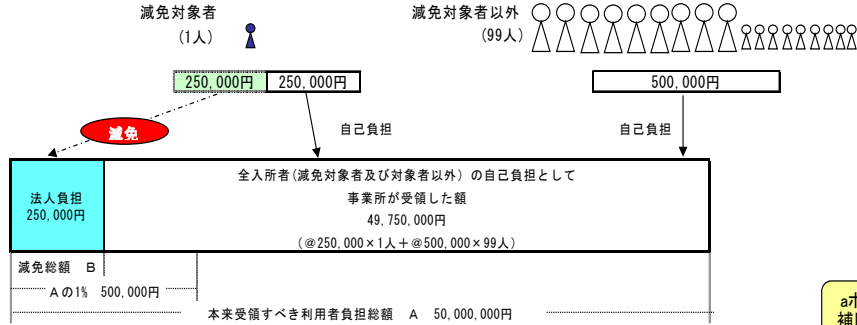 減免対象者
(1人)
減免対象者以外
(99人)
250,000円
250,000円
500,000円
減免
自己負担
自己負担
法人負担
250,000円
全入所者(減免対象者及び対象者以外) の自己負担として
事業所が受領した額
49,750,000円
(@250,000×1人+@500,000×99人)
減免総額 B
Aの1% 500,000円
本来受領すべき利用者負担総額 A 50,000,000円